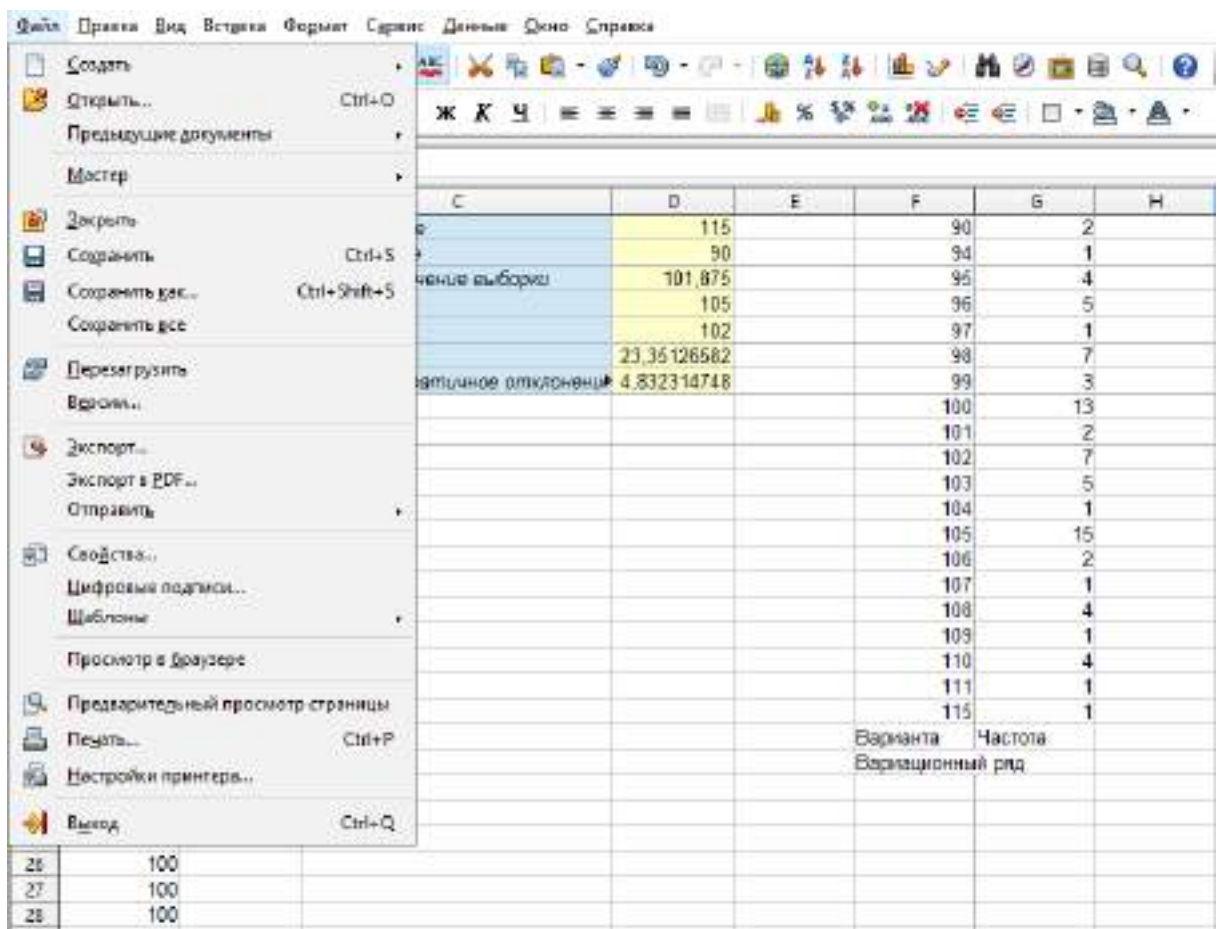 Файл Правка Вид Вставка Формат Сервис Данные Окно Справка
Создать
Открыть... Ctrl+O
Предыдущие документы
Мастер
Закрыть
Сохранить Ctrl+S
Сохранить как... Ctrl+Shift+S
Сохранить все
Перезагрузить
Версии...
Экспорт...
Экспорт в PDF...
Отправить
Свойства...
Цифровые подписи...
Шаблоны
Просмотр в браузере
Предварительный просмотр страницы
Печать... Ctrl+P
Настройки принтера...
Выход Ctrl+Q
ABC
Ж К Ч
C D E F G H
е 115 90 2
90 94 1
чение выборки 101,875 95 4
105 96 5
102 97 1
23,35126582 98 7
атичное отклонени 4,832314748 99 3
100 13
101 2
102 7
103 5
104 1
105 15
106 2
107 1
108 4
109 1
110 4
111 1
115 1
Варианта Частота
Вариационный ряд
26 100
27 100
28 100